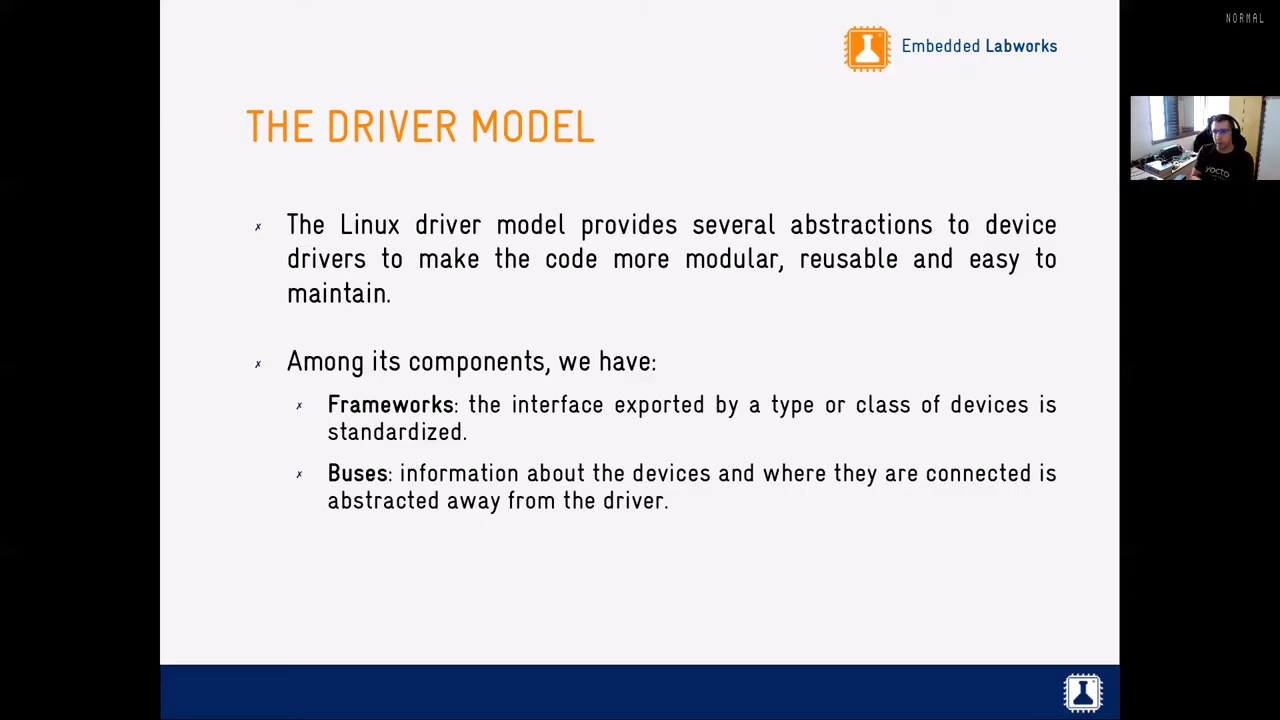 NORMAL
Embedded Labworks
THE DRIVER MODEL
The Linux driver model provides several abstractions to device
drivers to make the code more modular, reusable and easy to
maintain.
Among its components, we have:
Frameworks: the interface exported by a type or class of devices is
standardized.
Buses: information about the devices and where they are connected is
abstracted away from the driver.
yocto